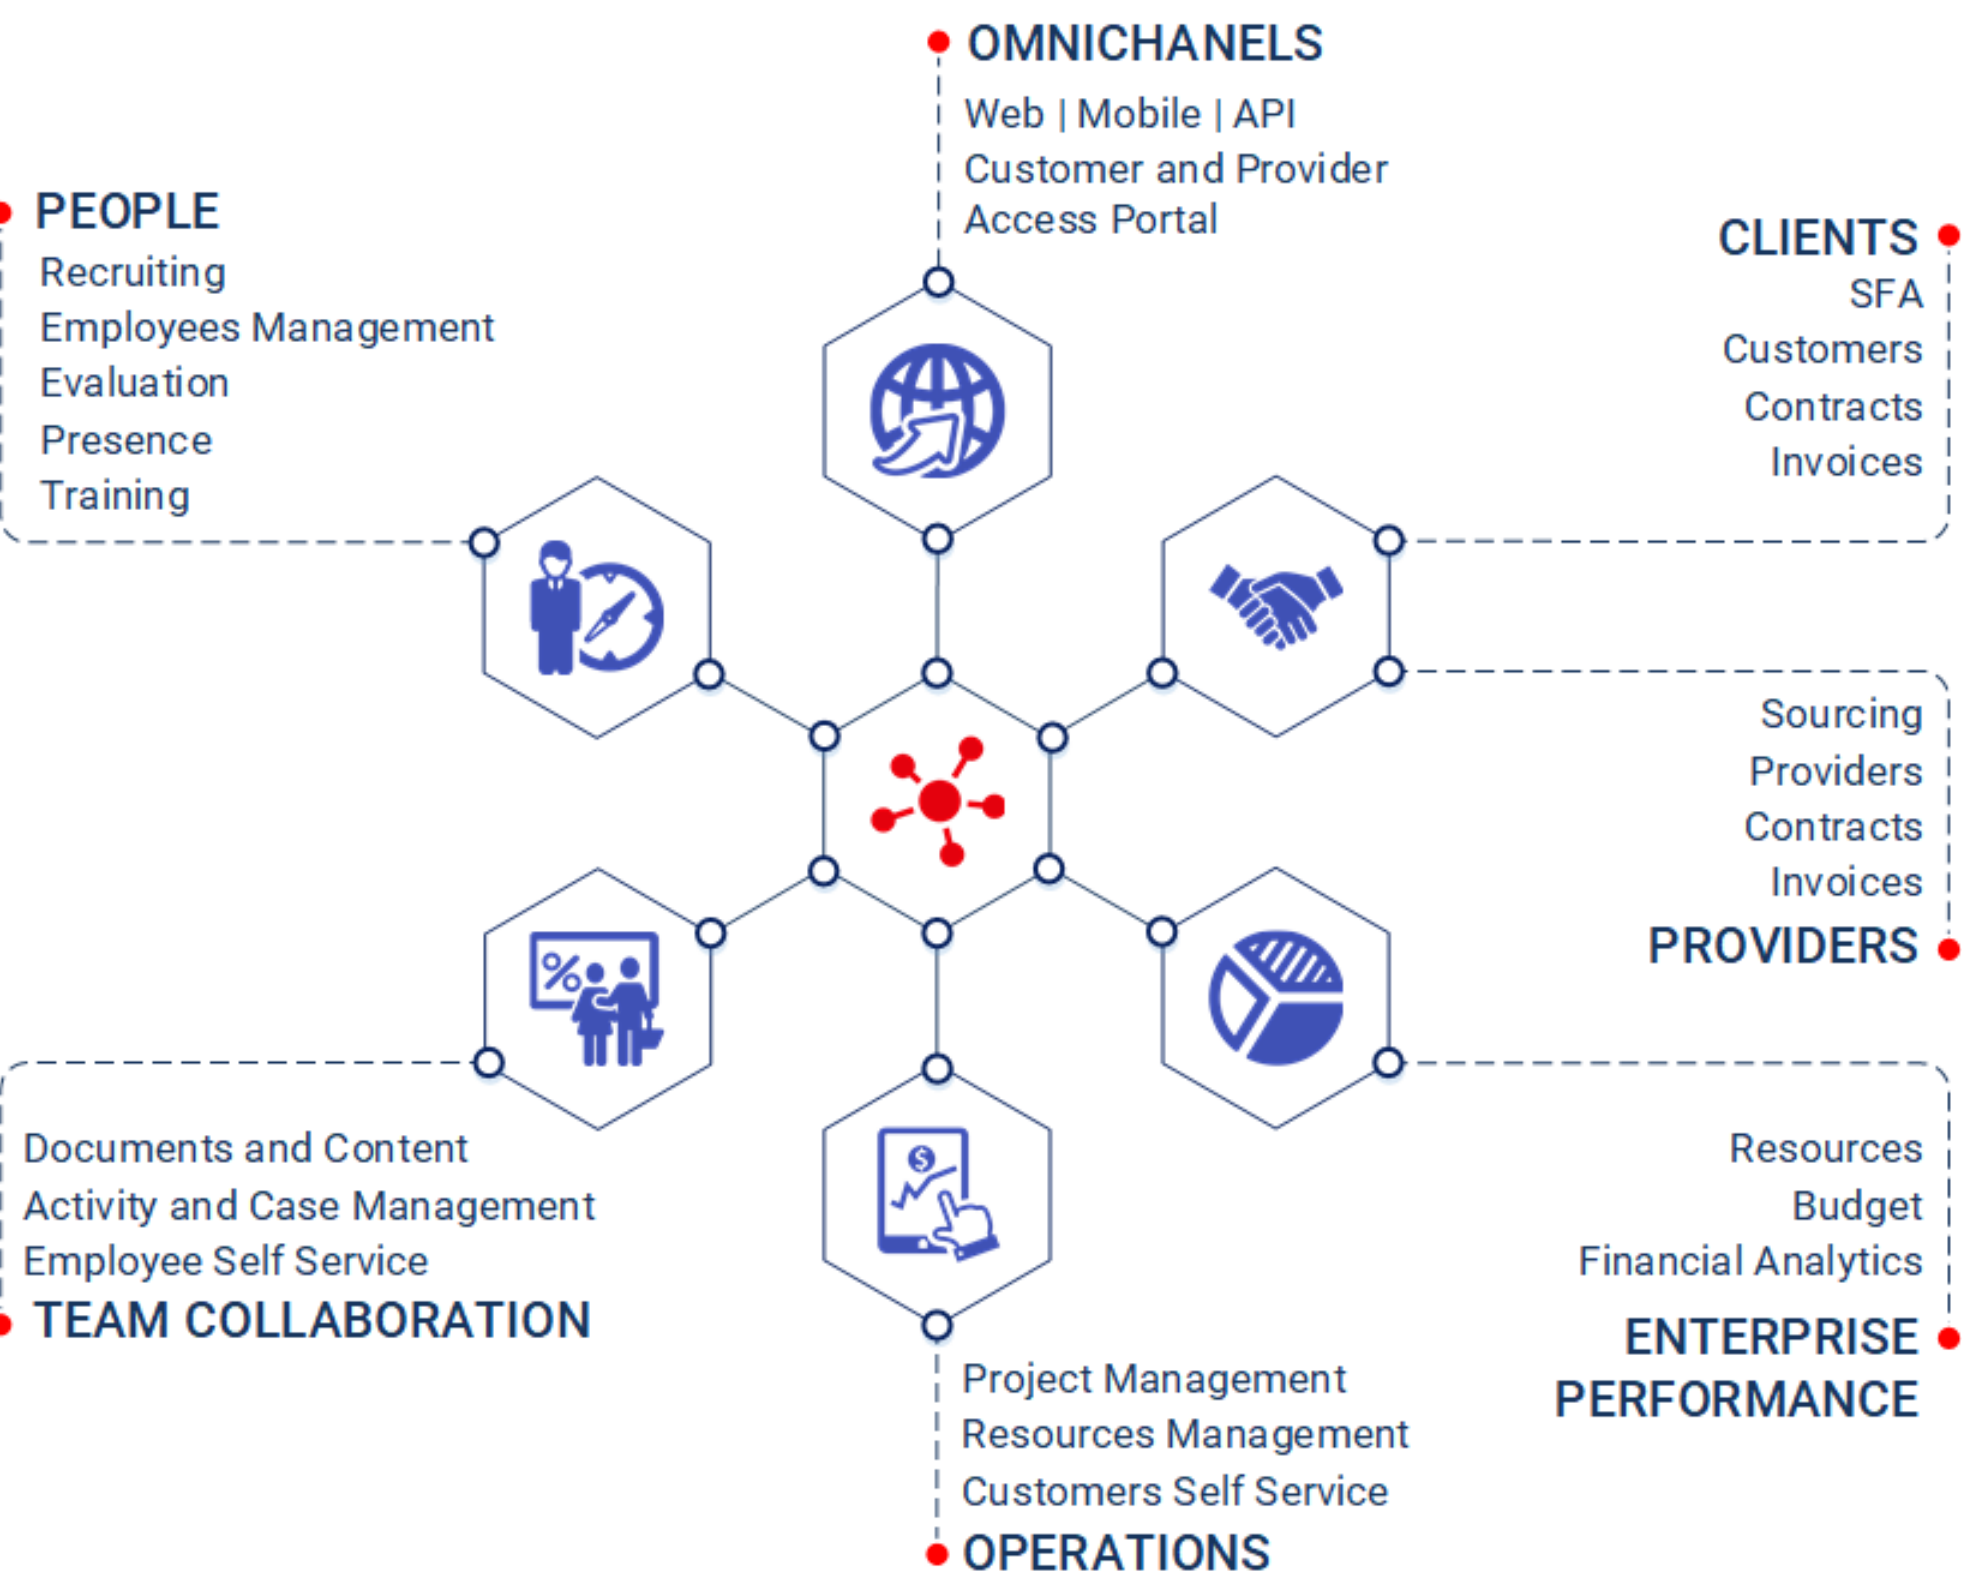 OMNICHANELS
Web | Mobile | API
Customer and Provider
Access Portal
PEOPLE
Recruiting
Employees Management
Evaluation
Presence
Training
CLIENTS
SFA
Customers
Contracts
Invoices
Sourcing
Providers
Contracts
Invoices
PROVIDERS
%
Documents and Content
Activity and Case Management
Employee Self Service
TEAM COLLABORATION
$
Project Management
Resources Management
Customers Self Service
OPERATIONS
Resources
Budget
Financial Analytics
ENTERPRISE
PERFORMANCE